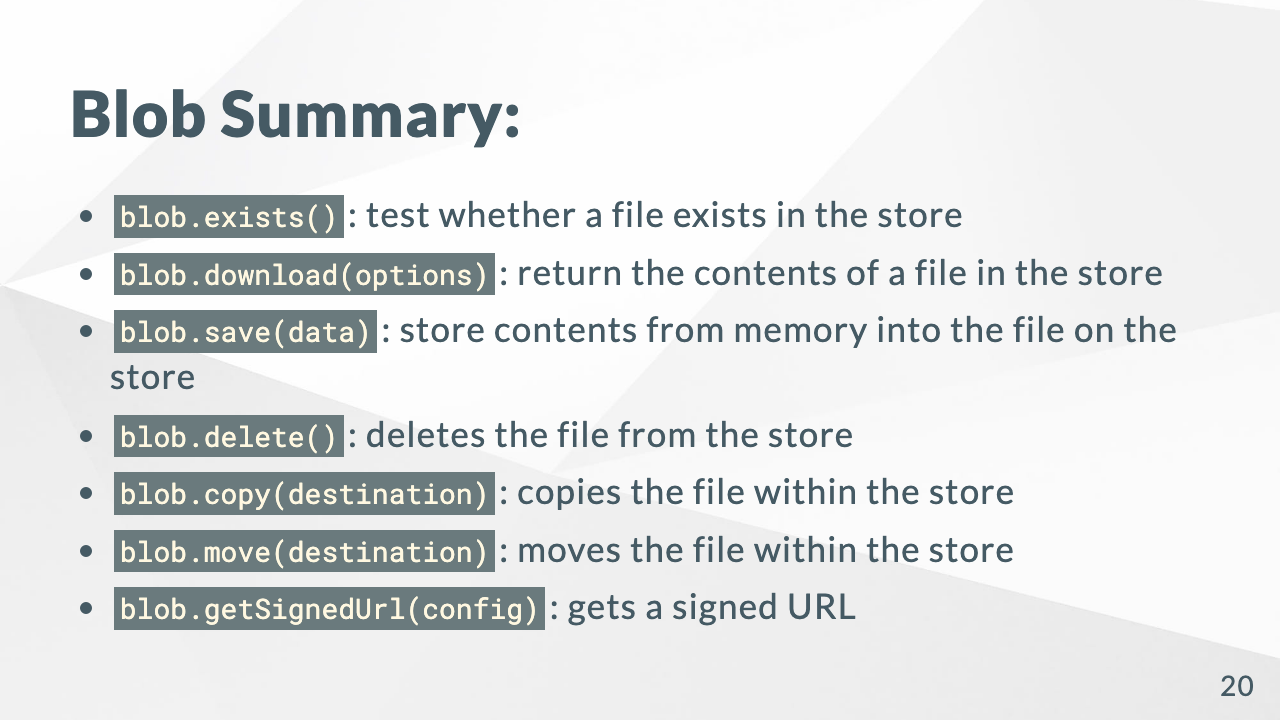 Blob Summary:
• blob.exists() : test whether a file exists in the store
• blob.download(options) : return the contents of a file in the store
• blob.save(data) : store contents from memory into the file on the
store
• blob.delete() : deletes the file from the store
• blob.copy(destination) : copies the file within the store
• blob.move(destination) : moves the file within the store
• blob.getSignedUrl(config) : gets a signed URL
20